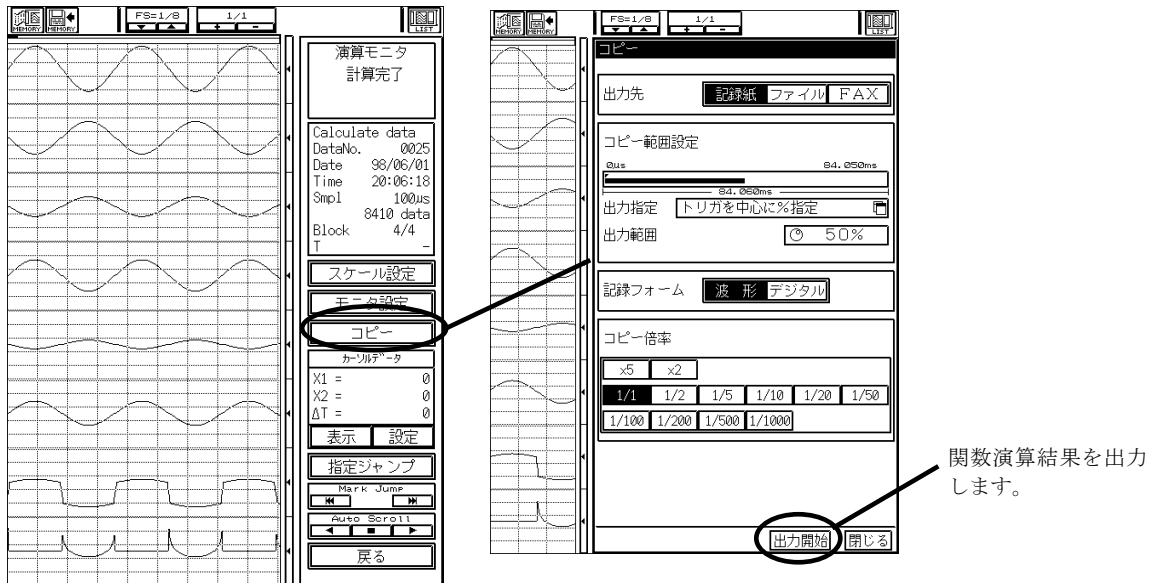 MEMORY MEMORY FS=1/8 1/1 LIST
演算モニタ
計算完了
Calculate data
DataNo. 0025
Date 98/06/01
Time 20:06:18
Smpl 100us
8410 data
Block 4/4
T -
スケール設定
モニタ設定
コピー
カーソルデータ
X1 = 0
X2 = 0
ΔT = 0
表示 設定
指定ジャンプ
Mark Jump
Auto Scroll
戻る
MEMORY MEMORY FS=1/8 1/1 LIST
コピー
出力先 記録紙 ファイル FAX
コピー範囲設定
0us 84.050ms
84.060ms
出力指定 トリガを中心に%指定
出力範囲 50%
記録フォーム 波 形 デジタル
コピー倍率
x5 x2
1/1 1/2 1/5 1/10 1/20 1/50
1/100 1/200 1/500 1/1000
出力開始 閉じる
関数演算結果を出力
します。